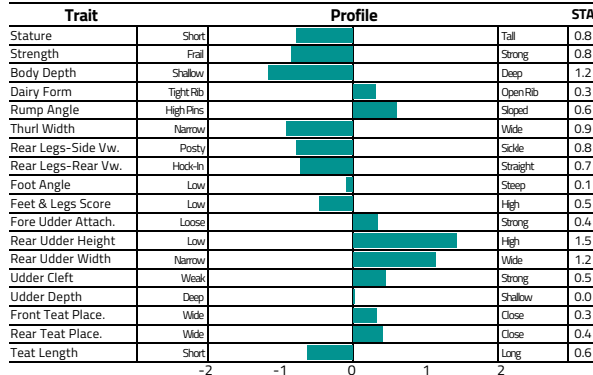 Trait Profile STA
Stature Short Tall 0.8
Strength Frail Strong 0.8
Body Depth Shallow Deep 1.2
Dairy Form Tight Rib Open Rib 0.3
Rump Angle High Pins Sloped 0.6
Thurl Width Narrow Wide 0.9
Rear Legs-Side Vw. Posty Sickle 0.8
Rear Legs-Rear Vw. Hock-In Straight 0.7
Foot Angle Low Steep 0.1
Feet & Legs Score Low High 0.5
Fore Udder Attach. Loose Strong 0.4
Rear Udder Height Low High 1.5
Rear Udder Width Narrow Wide 1.2
Udder Cleft Weak Strong 0.5
Udder Depth Deep Shallow 0.0
Front Teat Place. Wide Close 0.3
Rear Teat Place. Wide Close 0.4
Teat Length Short Long 0.6
-2 -1 0 1 2